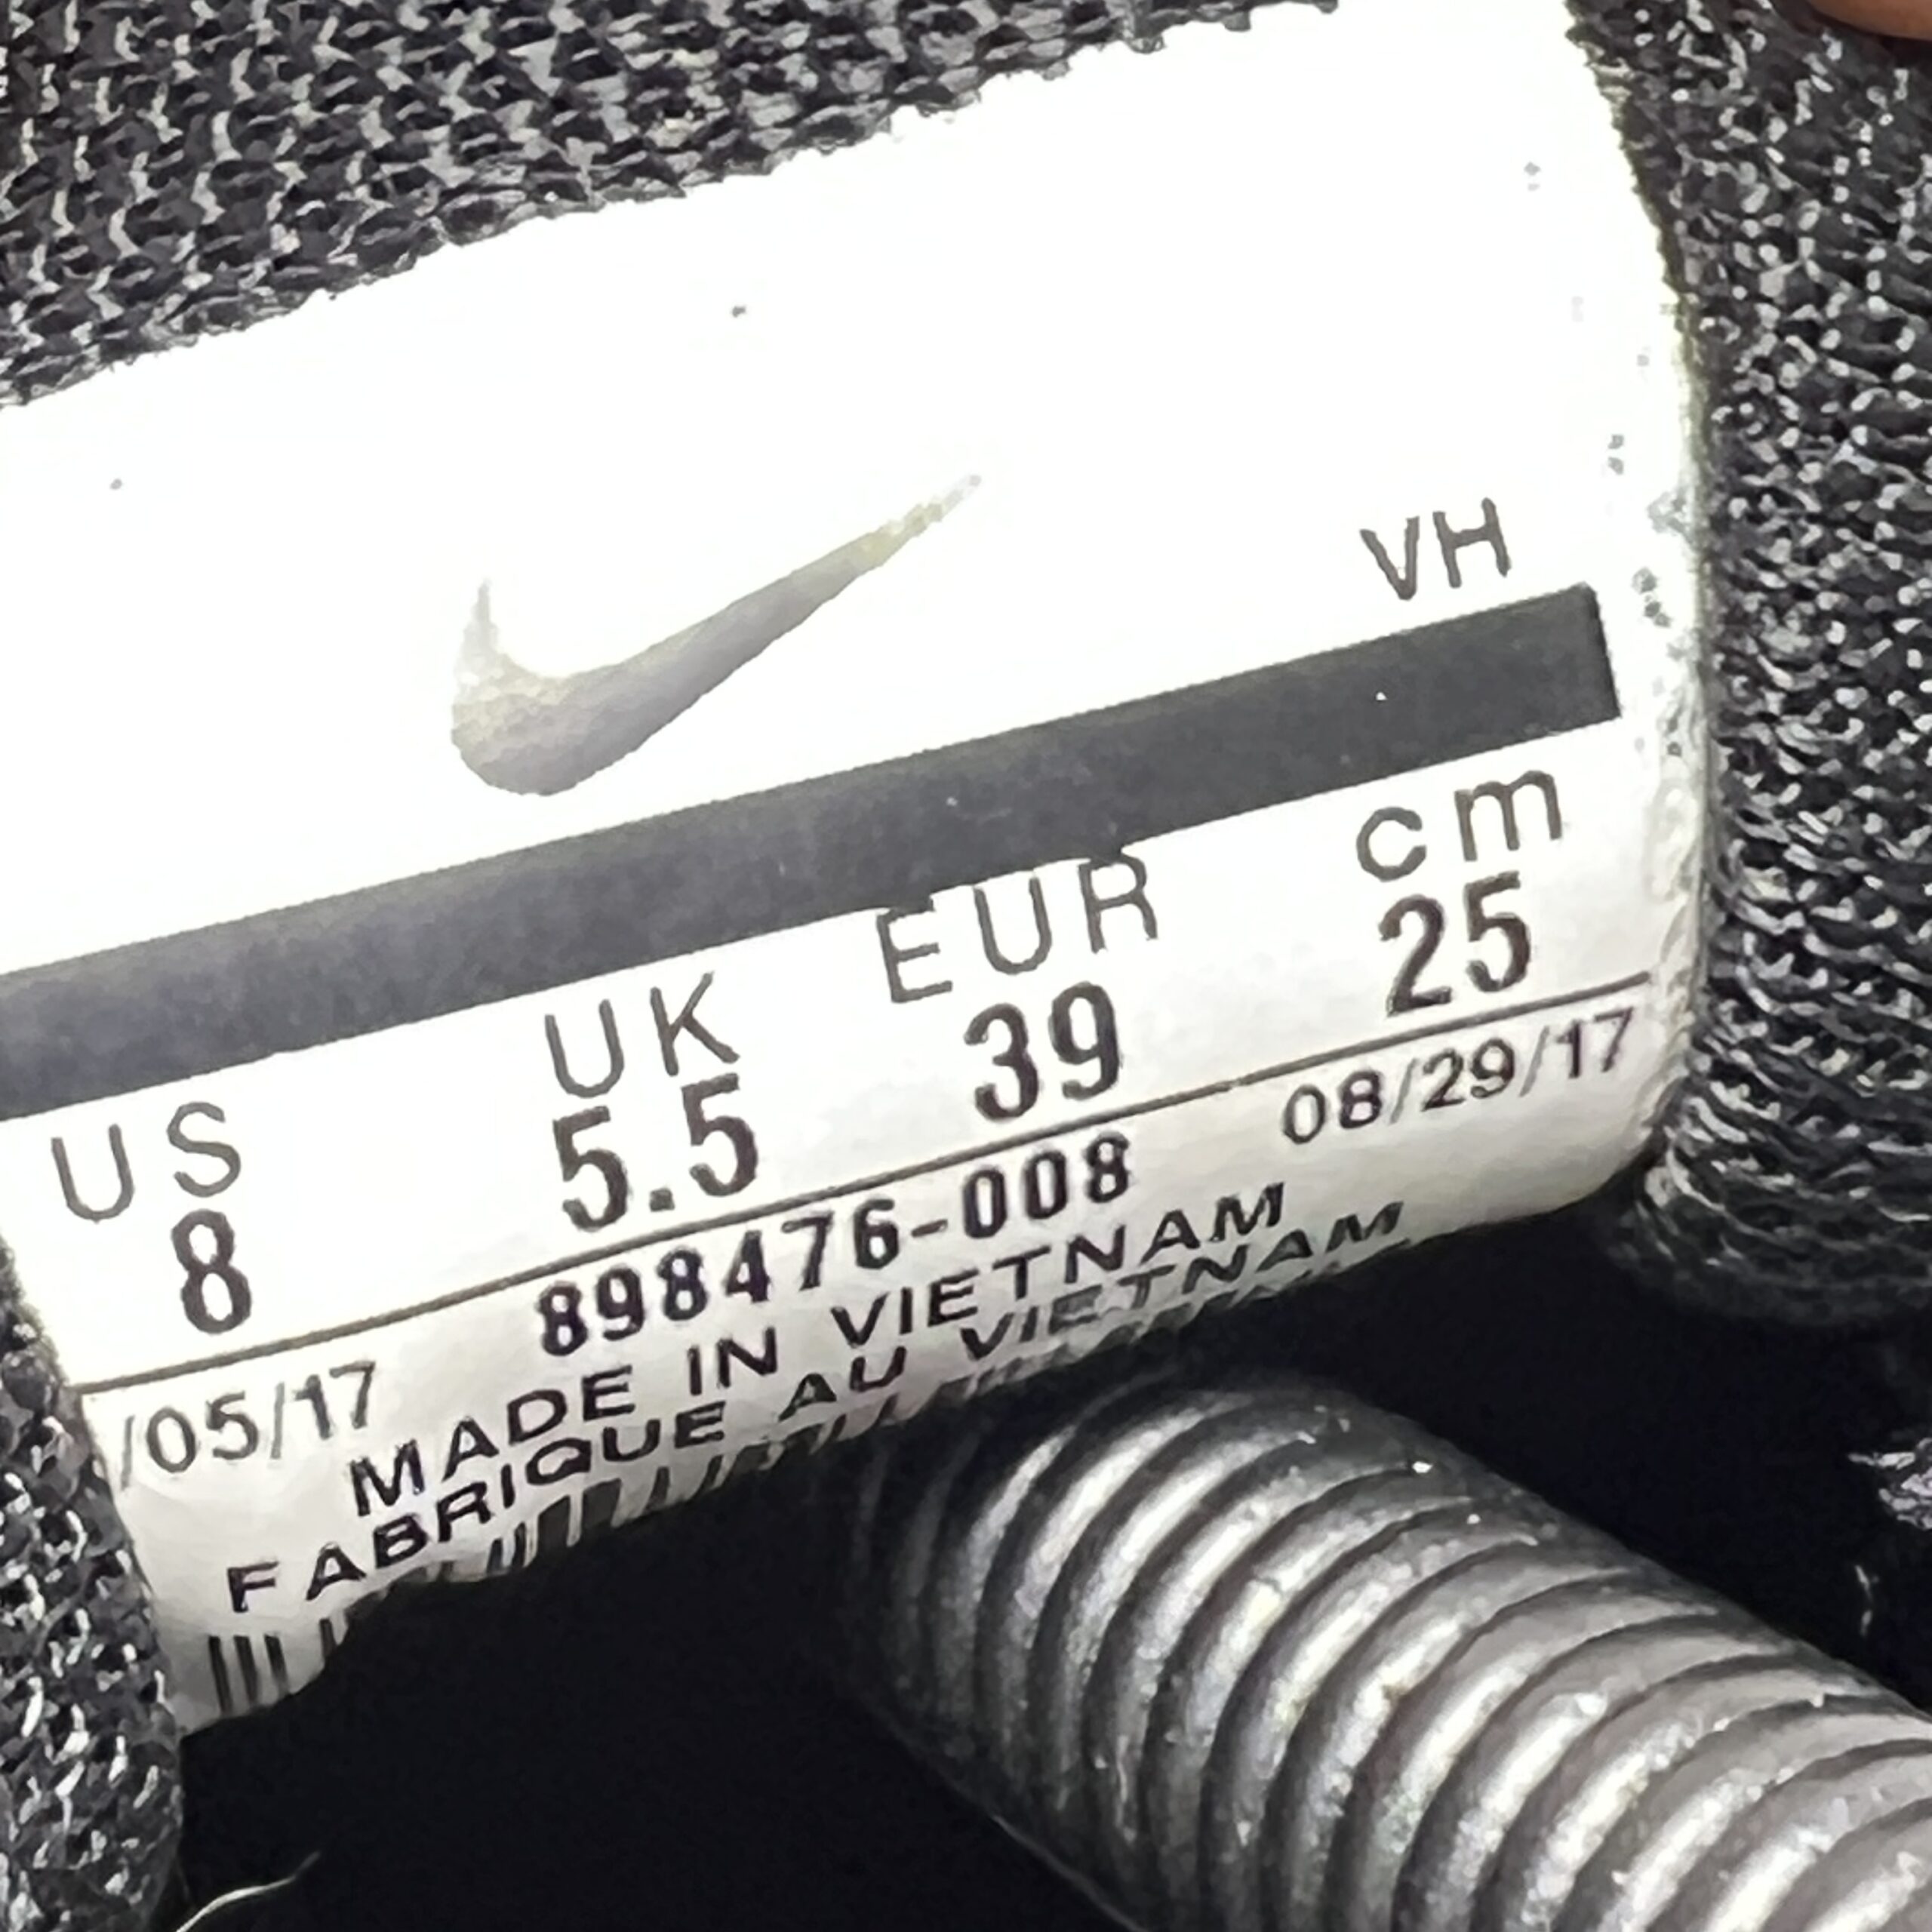 VH
US UK EUR cm
8 5.5 39 25
/05/17 898476-008 08/29/17
MADE IN VIETNAM
FABRIQUE AU VIETNAM